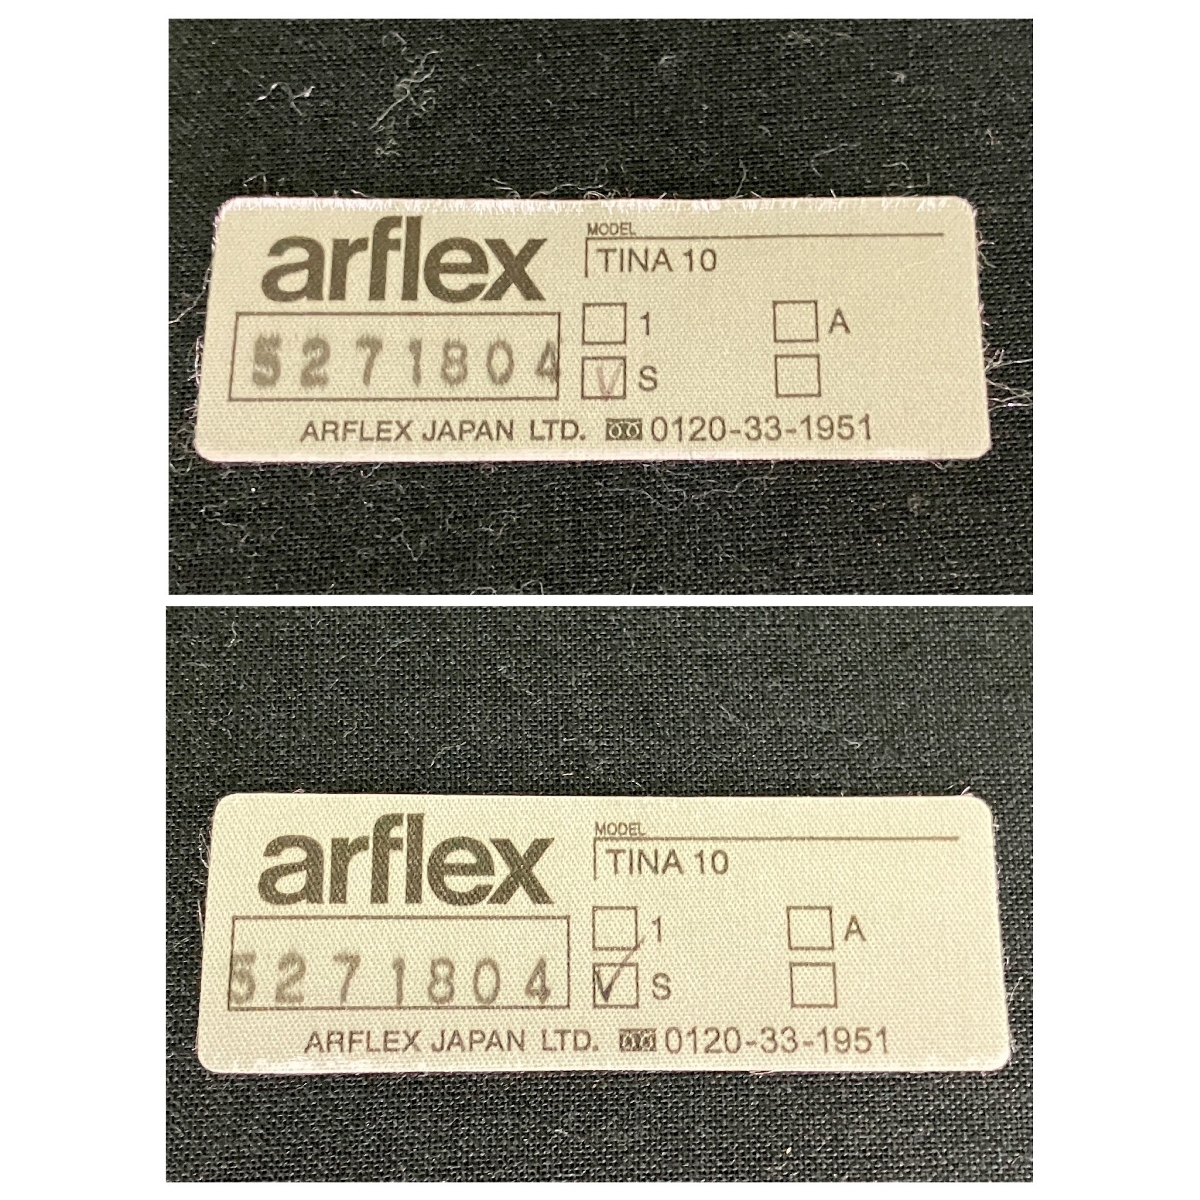 arflex
MODEL
TINA 10
5271804
1
A
S
ARFLEX JAPAN LTD. 0120-33-1951
arflex
MODEL
TINA 10
5271804
1
A
S
ARFLEX JAPAN LTD. 0120-33-1951